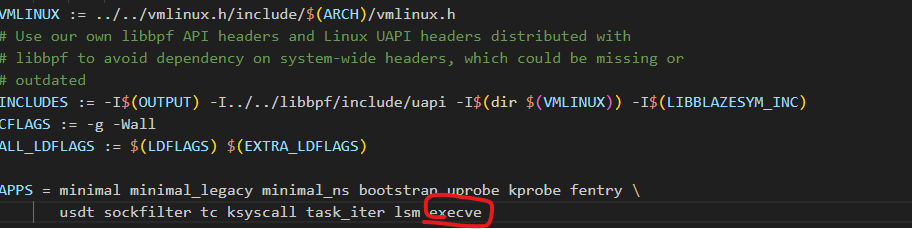 VMLINUX := ../../vmlinux.h/include/$(ARCH)/vmlinux.h
# Use our own libbpf API headers and Linux UAPI headers distributed with
# libbpf to avoid dependency on system-wide headers, which could be missing or
# outdated
INCLUDES := -I$(OUTPUT) -I../../libbpf/include/uapi -I$(dir $(VMLINUX)) -I$(LIBBLAZESYM_INC)
CFLAGS := -g -Wall
ALL_LDFLAGS := $(LDFLAGS) $(EXTRA_LDFLAGS)
APPS = minimal minimal_legacy minimal_ns bootstrap uprobe kprobe fentry \
usdt sockfilter tc ksyscall task_iter lsm execve